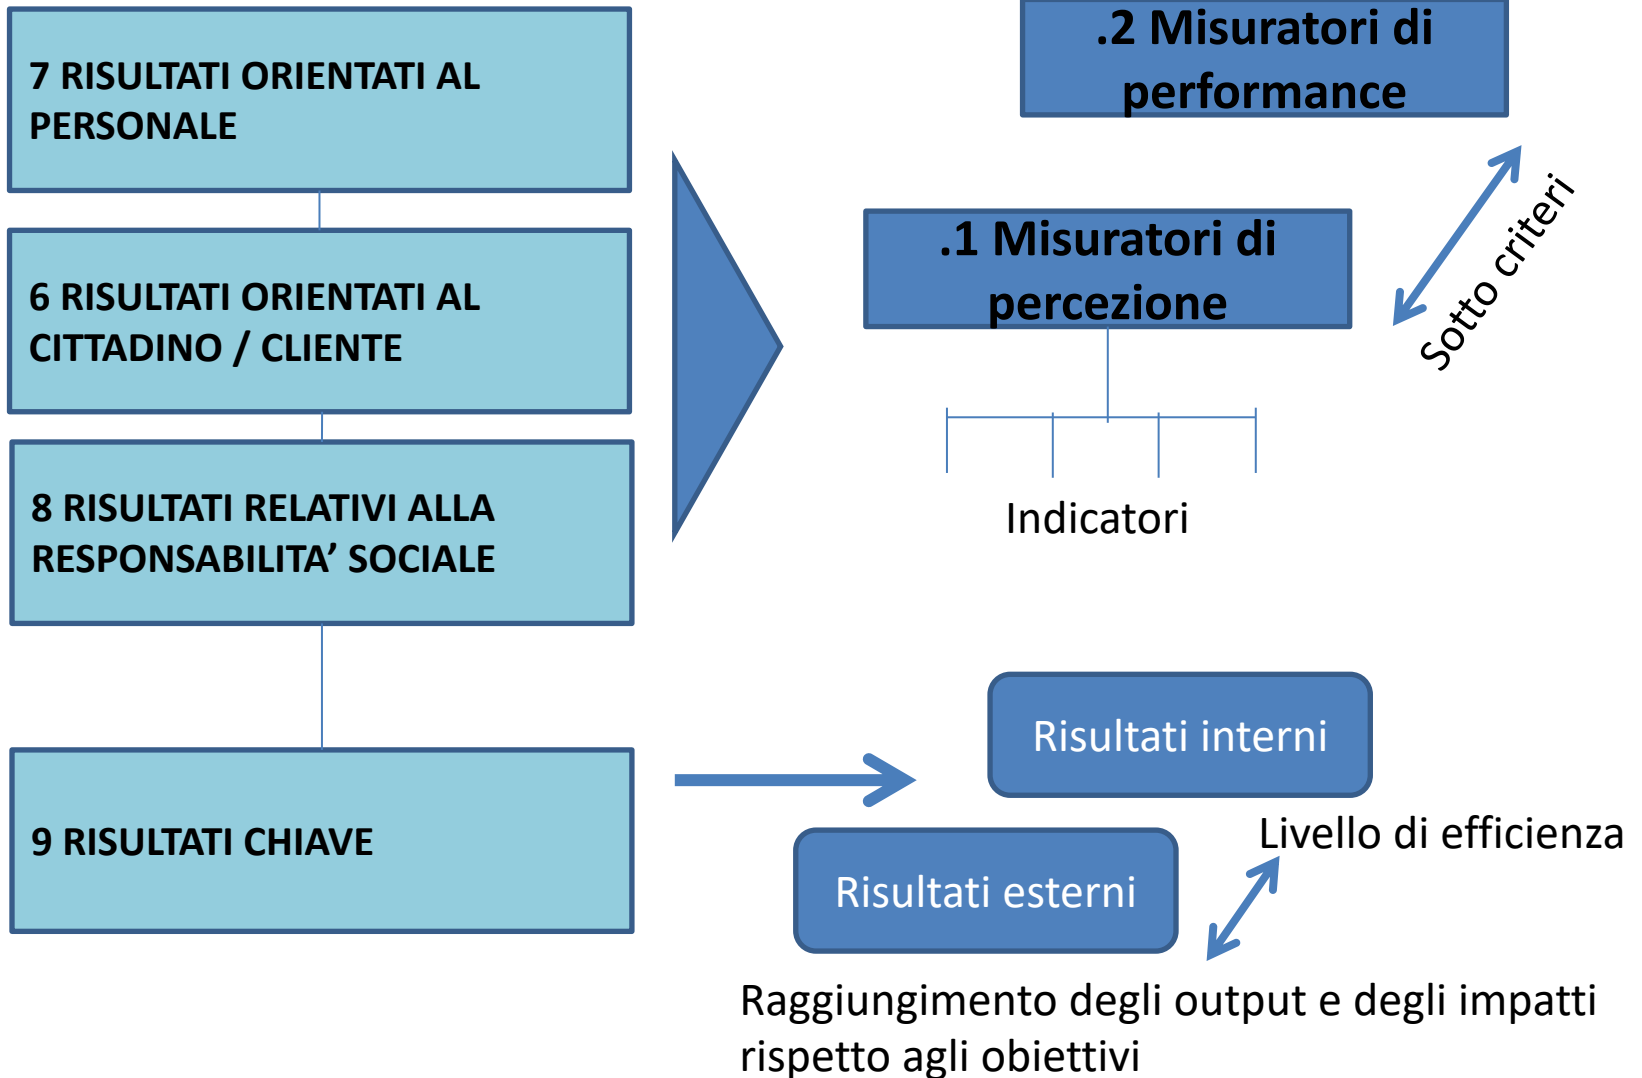 7 RISULTATI ORIENTATI AL
PERSONALE
6 RISULTATI ORIENTATI AL
CITTADINO / CLIENTE
8 RISULTATI RELATIVI ALLA
RESPONSABILITA’ SOCIALE
9 RISULTATI CHIAVE
.2 Misuratori di
performance
.1 Misuratori di
percezione
Sotto criteri
Indicatori
Risultati interni
Livello di efficienza
Risultati esterni
Raggiungimento degli output e degli impatti
rispetto agli obiettivi